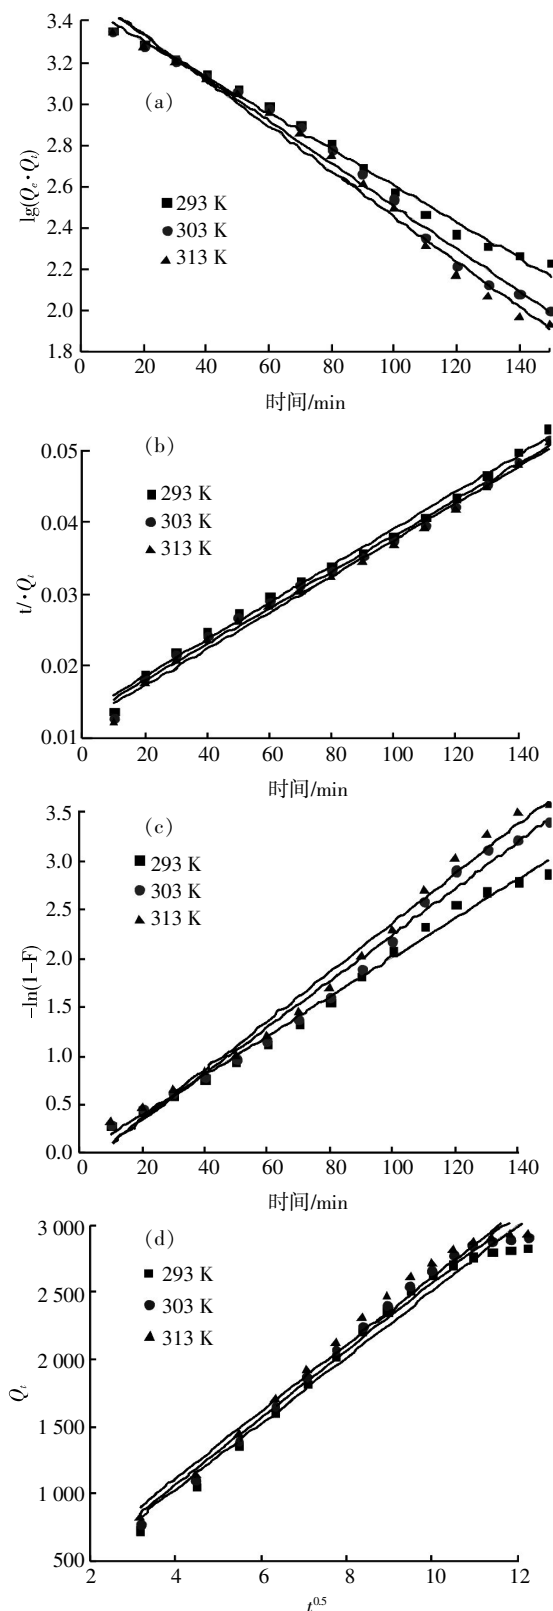 3.4
3.2
3.0
2.8
2.6
2.4
2.2
2.0
1.8
lg(Qe·Qt)
(a)
293 K
303 K
313 K
0 20 40 60 80 100 120 140
时间/min
0.05
0.04
0.03
0.02
0.01
t/·Qt
(b)
293 K
303 K
313 K
0 20 40 60 80 100 120 140
时间/min
3.5
3.0
2.5
2.0
1.5
1.0
0.5
0.0
−ln(1−F)
(c)
293 K
303 K
313 K
0 20 40 60 80 100 120 140
时间/min
3 000
2 500
2 000
1 500
1 000
500
Qt
(d)
293 K
303 K
313 K
2 4 6 8 10 12
t0.5